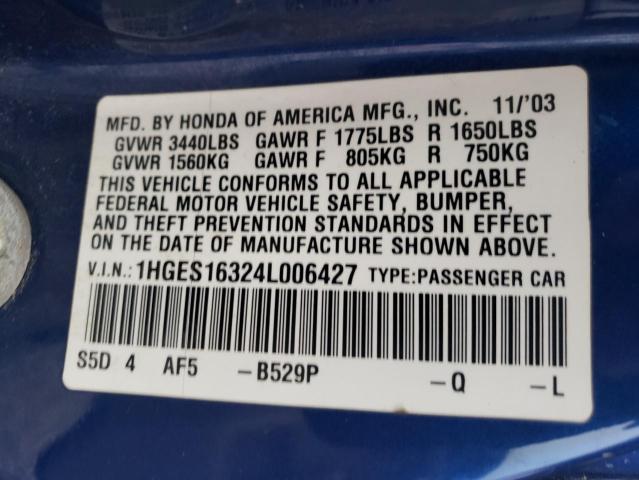 MFD. BY HONDA OF AMERICA MFG., INC. 11/'03
GVWR 3440LBS GAWR F 1775LBS R 1650LBS
GVWR 1560KG GAWR F 805KG R 750KG
THIS VEHICLE CONFORMS TO ALL APPLICABLE
FEDERAL MOTOR VEHICLE SAFETY, BUMPER,
AND THEFT PREVENTION STANDARDS IN EFFECT
ON THE DATE OF MANUFACTURE SHOWN ABOVE.
V.I.N.: 1HGES16324L006427 TYPE:PASSENGER CAR
S5D 4 AF5 -B529P -Q -L